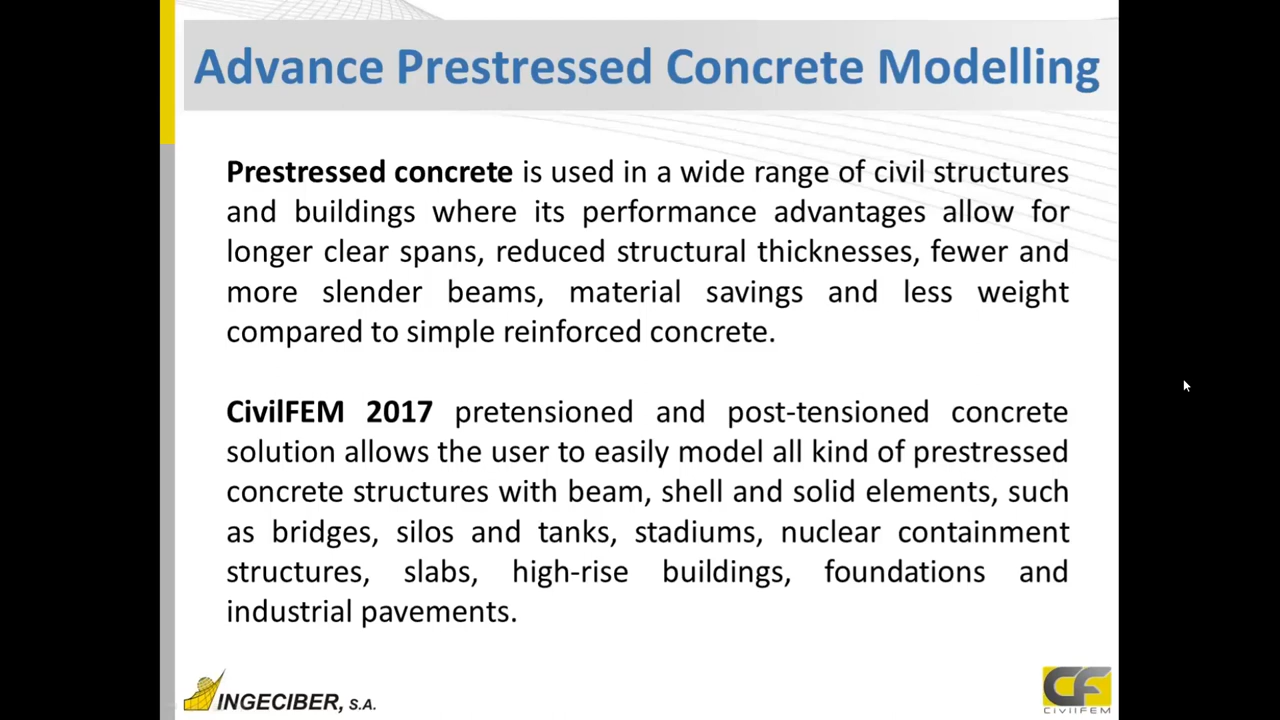 Advance Prestressed Concrete Modelling
Prestressed concrete is used in a wide range of civil structures
and buildings where its performance advantages allow for
longer clear spans, reduced structural thicknesses, fewer and
more slender beams, material savings and less weight
compared to simple reinforced concrete.
CivilFEM 2017 pretensioned and post-tensioned concrete
solution allows the user to easily model all kind of prestressed
concrete structures with beam, shell and solid elements, such
as bridges, silos and tanks, stadiums, nuclear containment
structures, slabs, high-rise buildings, foundations and
industrial pavements.
INGECIBER, S.A.
CF
CIVILFEM